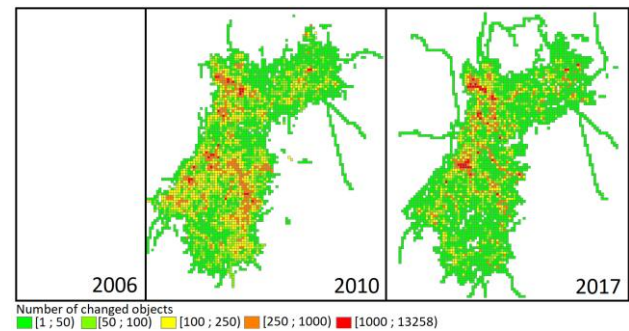 2006 2010 2017
Number of changed objects
[1 ; 50) [50 ; 100) [100 ; 250) [250 ; 1000) [1000 ; 13258)